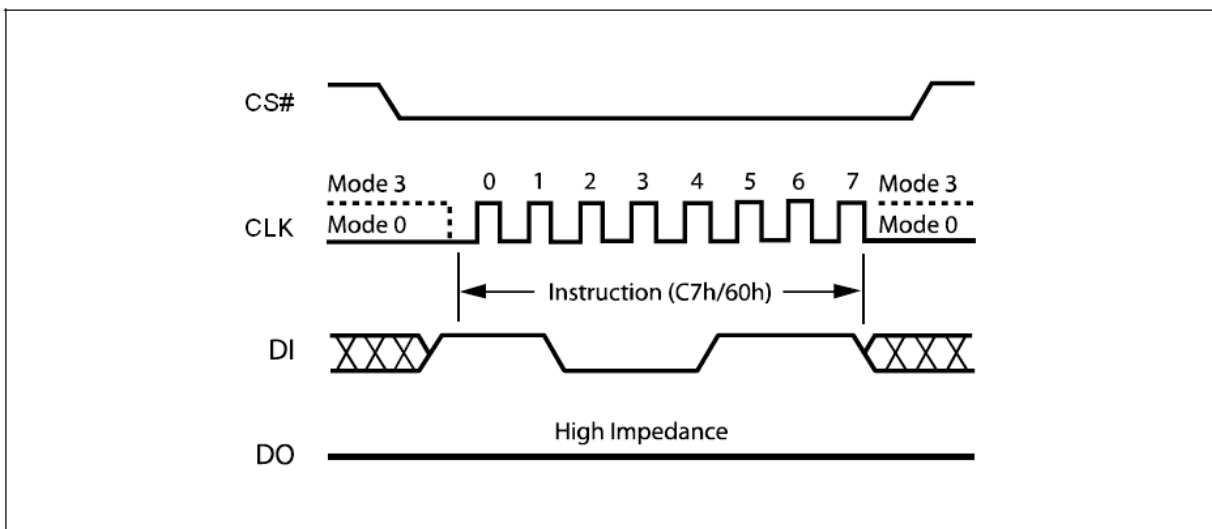 CS#
Mode 3 0 1 2 3 4 5 6 7 Mode 3
CLK Mode 0 Mode 0
Instruction (C7h/60h)
DI
High Impedance
DO